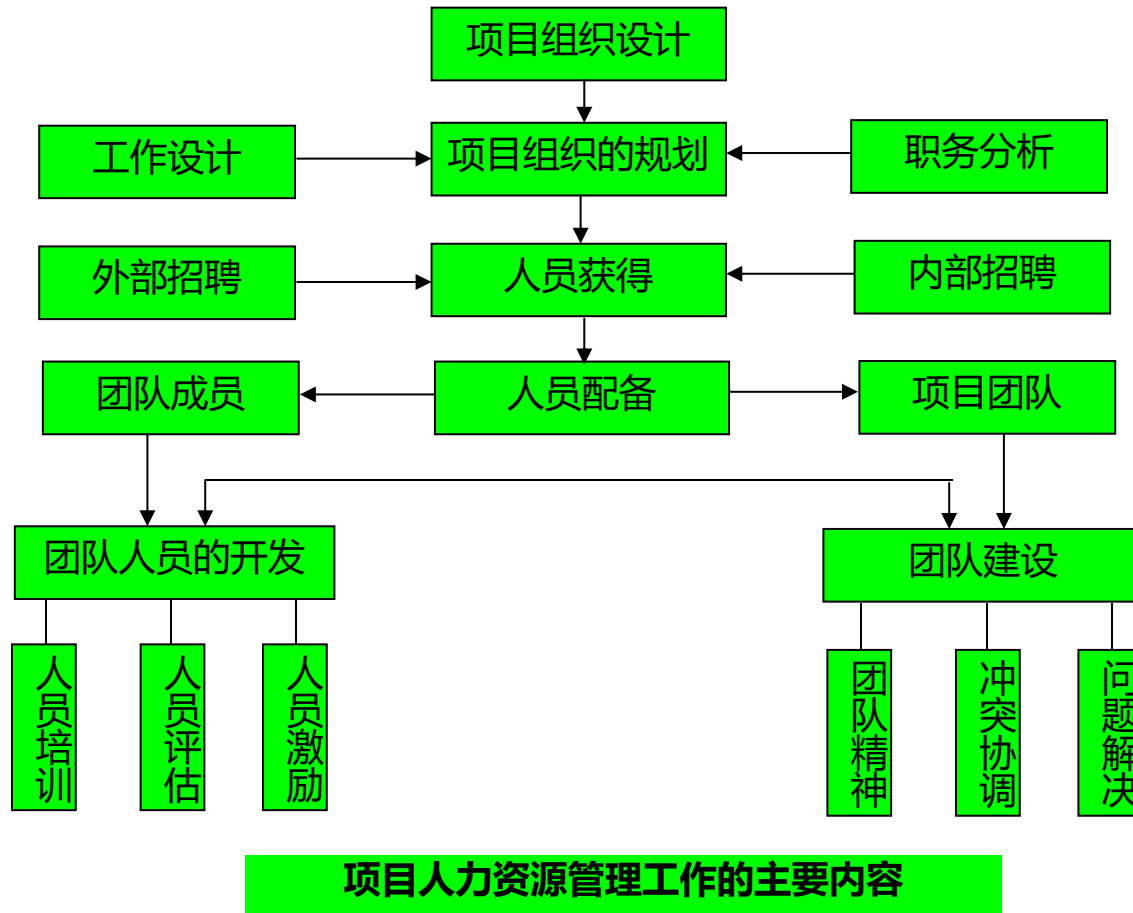 项目组织设计
工作设计
项目组织的规划
职务分析
外部招聘
人员获得
内部招聘
团队成员
人员配备
项目团队
团队人员的开发
团队建设
人员培训
人员评估
人员激励
团队精神
冲突协调
问题解决
项目人力资源管理工作的主要内容